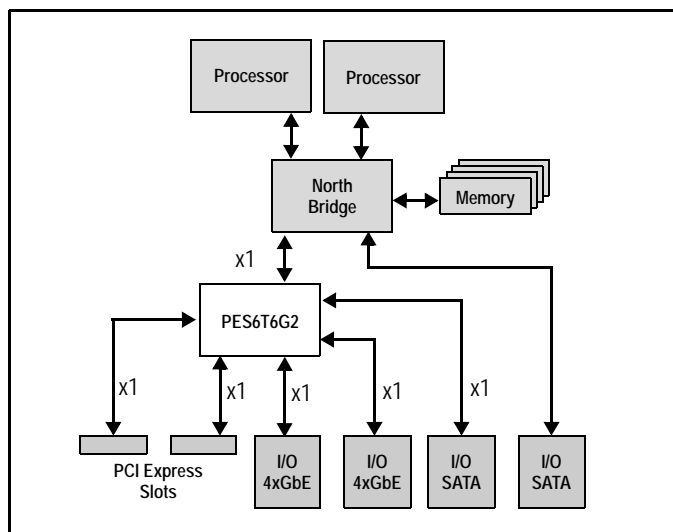 Processor
Processor
North
Bridge
Memory
x1
PES6T6G2
x1
x1
x1
x1
x1
PCI Express
Slots
I/O
4xGbE
I/O
4xGbE
I/O
SATA
I/O
SATA